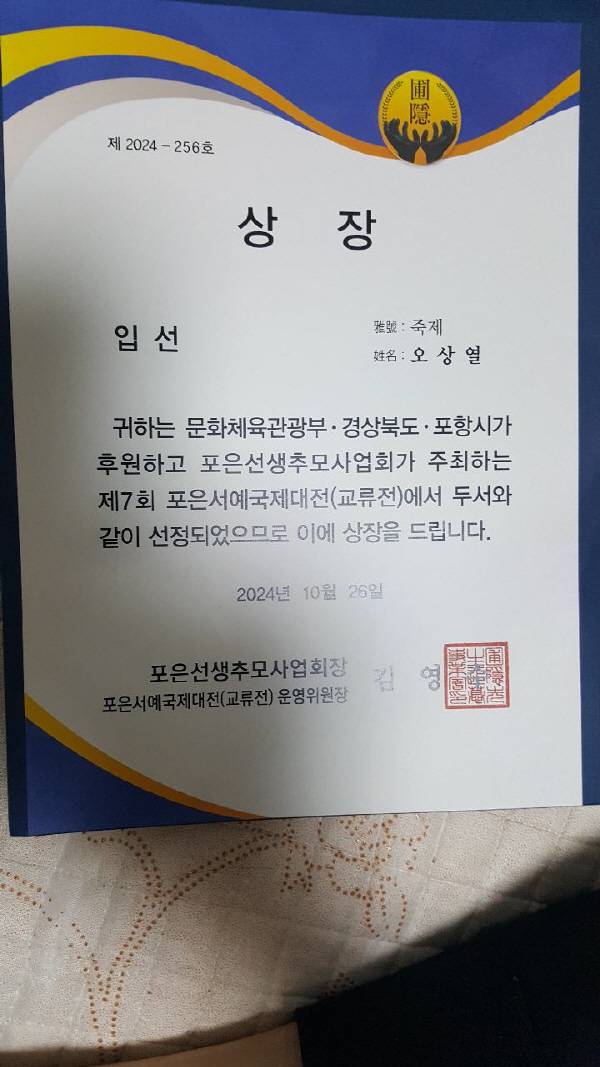 圃隱
제 2024 - 256호
상 장
입 선
雅號 : 죽제
姓名 : 오 상 열
귀하는 문화체육관광부·경상북도·포항시가
후원하고 포은선생추모사업회가 주최하는
제7회 포은서예국제대전(교류전)에서 두서와
같이 선정되었으므로 이에 상장을 드립니다.
2024년 10월 26일
포은선생추모사업회장
포은서예국제대전(교류전) 운영위원장
김 영